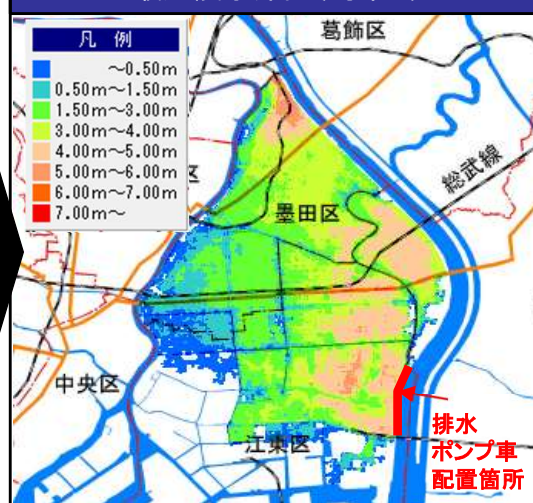 凡 例
～0.50m
0.50m～1.50m
1.50m～3.00m
3.00m～4.00m
4.00m～5.00m
5.00m～6.00m
6.00m～7.00m
7.00m～
葛飾区
区
総武線
墨田区
中央区
江東区
排水
ポンプ車
配置箇所